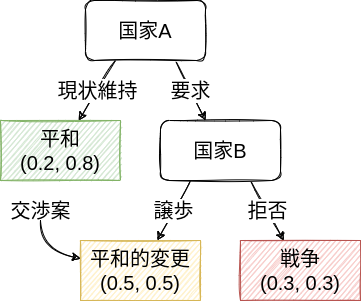 国家A
現状維持
要求
平和
(0.2, 0.8)
国家B
交渉案
譲歩
拒否
平和的変更
(0.5, 0.5)
戦争
(0.3, 0.3)